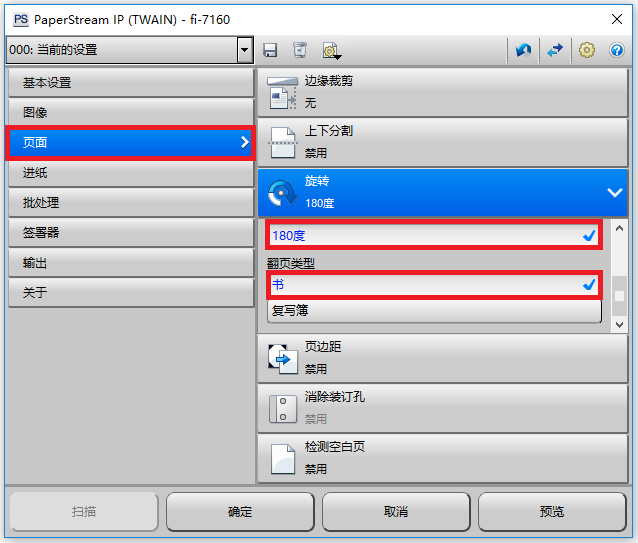 PS PaperStream IP (TWAIN) - fi-7160
000: 当前的设置
基本设置
图像
页面
进纸
批处理
签署器
输出
关于
边缘裁剪
无
上下分割
禁用
旋转
180度
180度
翻页类型
书
复写簿
页边距
禁用
消除装订孔
禁用
检测空白页
禁用
扫描
确定
取消
预览